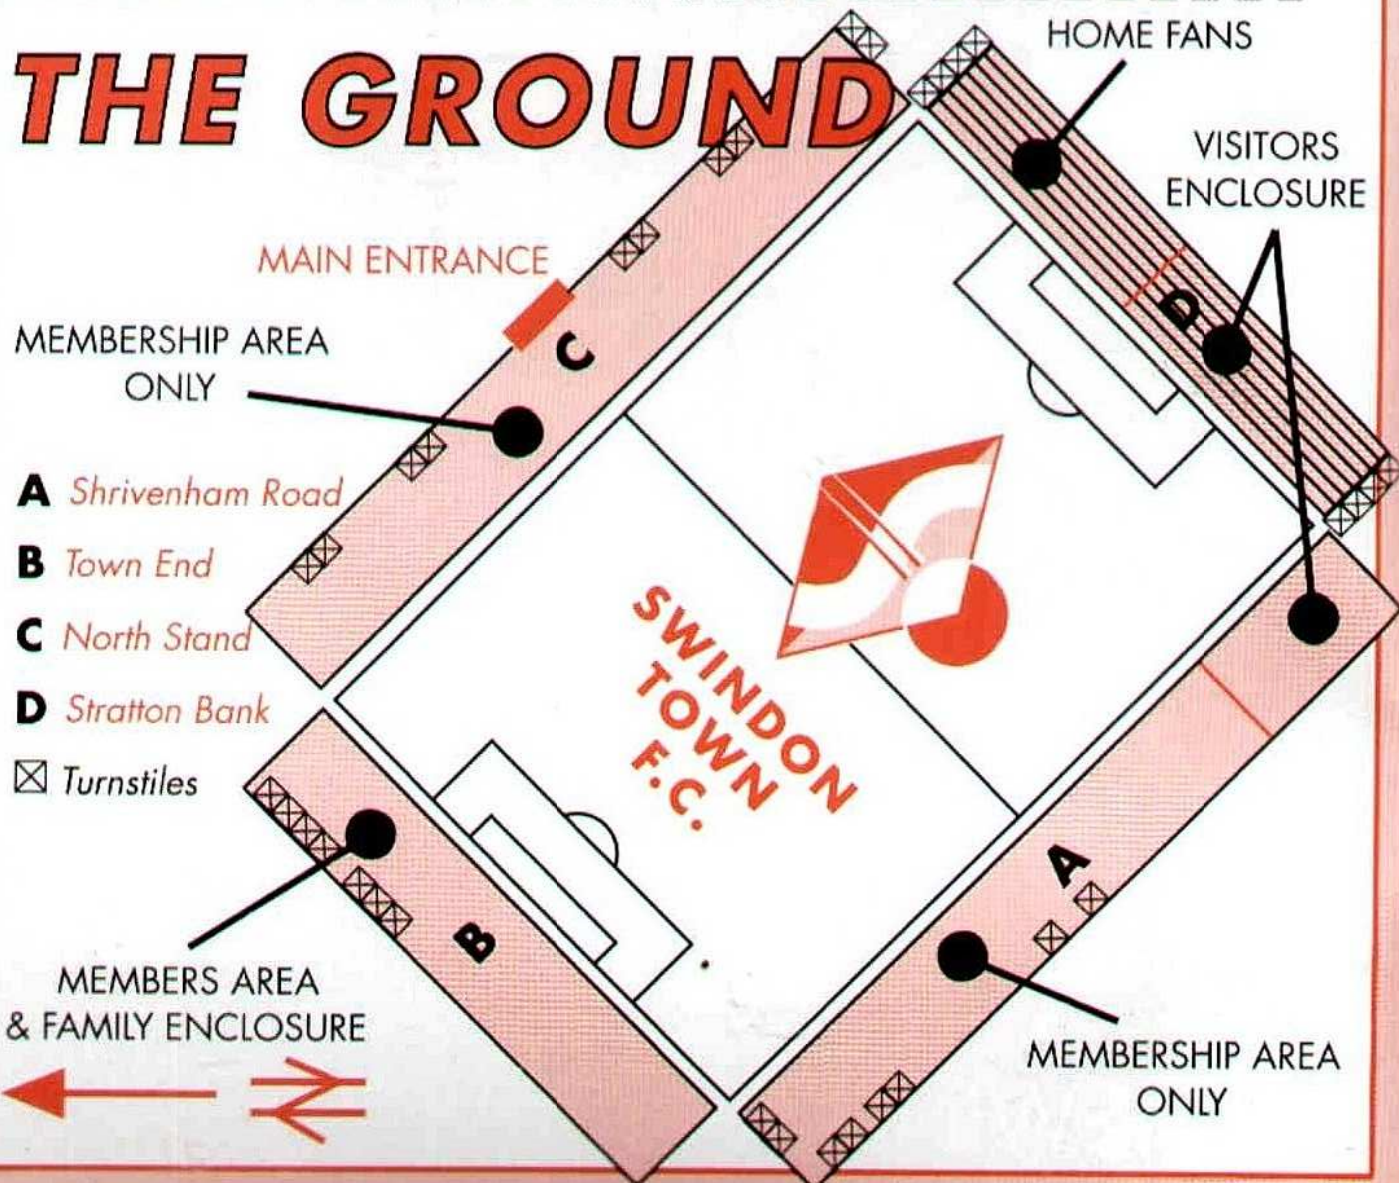 THE GROUND
HOME FANS
VISITORS
ENCLOSURE
MAIN ENTRANCE
MEMBERSHIP AREA
ONLY
C
D
A Shrivenham Road
B Town End
C North Stand
D Stratton Bank
Turnstiles
SWINDON
TOWN
F.C.
A
B
MEMBERS AREA
& FAMILY ENCLOSURE
MEMBERSHIP AREA
ONLY